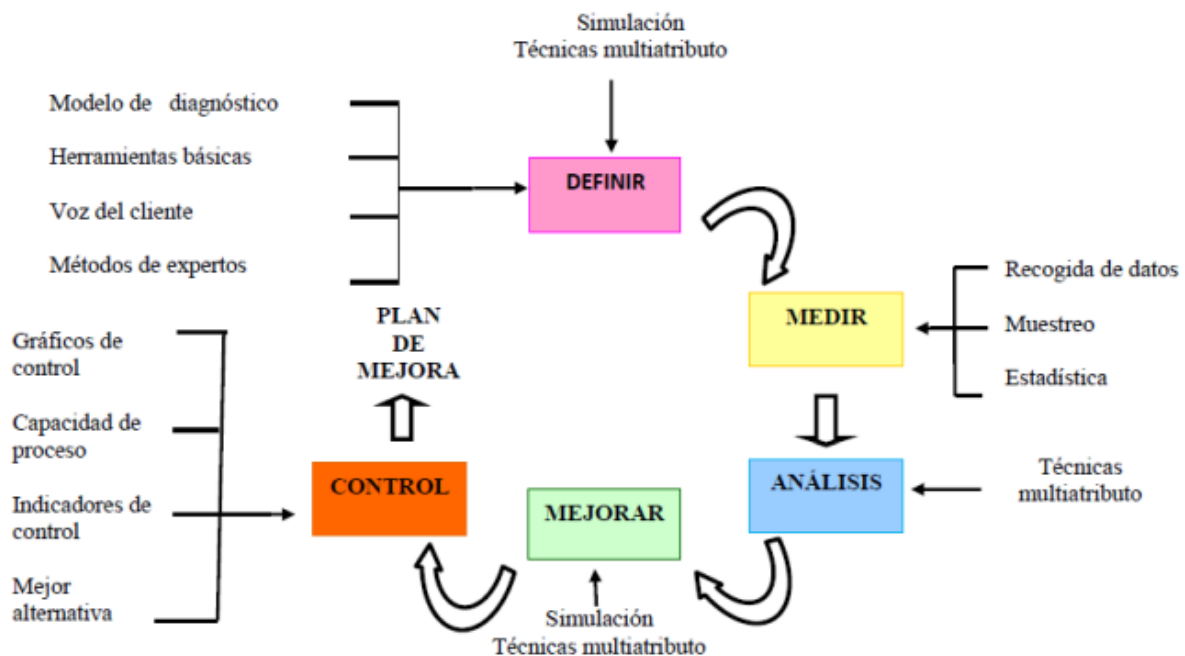 Simulación
Técnicas multiatributo
Modelo de diagnóstico
Herramientas básicas
Voz del cliente
Métodos de expertos
DEFINIR
MEDIR
Recogida de datos
Muestreo
Estadística
PLAN
DE
MEJORA
Gráficos de
control
Capacidad de
proceso
Indicadores de
control
Mejor
alternativa
CONTROL
MEJORAR
ANÁLISIS
Técnicas
multiatributo
Simulación
Técnicas multiatributo